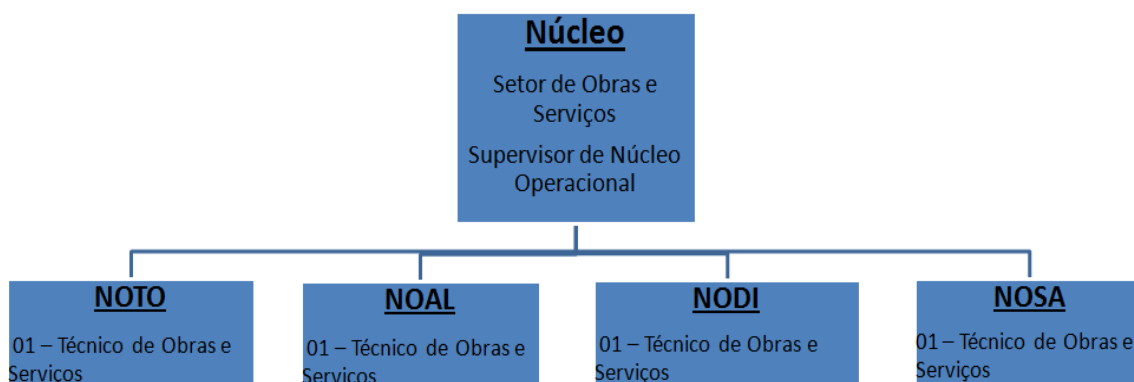 Núcleo
Setor de Obras e
Serviços
Supervisor de Núcleo
Operacional
NOTO
01 – Técnico de Obras e
Serviços
NOAL
01 – Técnico de Obras e
Serviços
NODI
01 – Técnico de Obras e
Serviços
NOSA
01 – Técnico de Obras e
Serviços